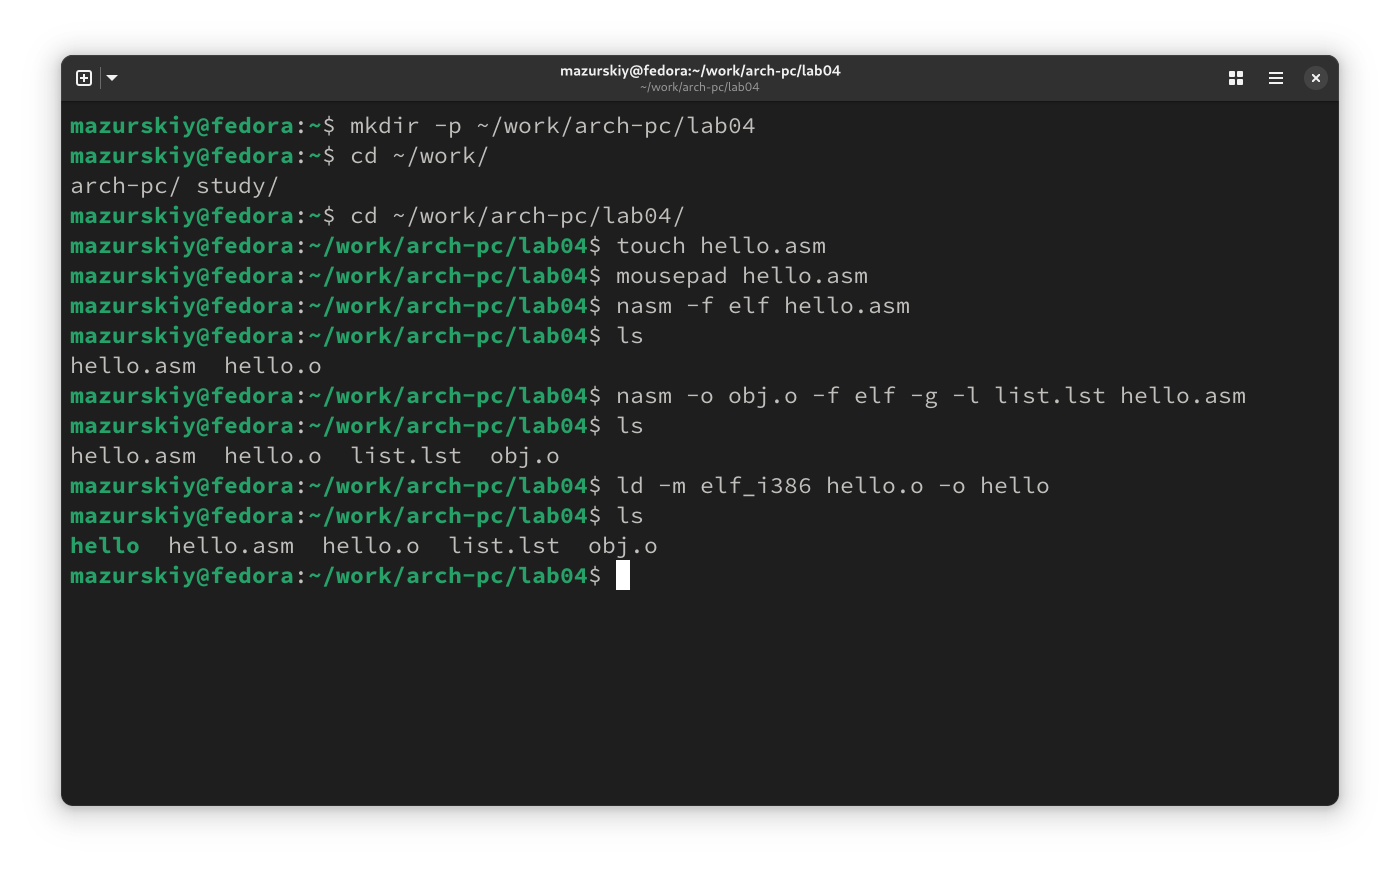 mazurskiy@fedora:~/work/arch-pc/lab04
~/work/arch-pc/lab04
mazurskiy@fedora:~$ mkdir -p ~/work/arch-pc/lab04
mazurskiy@fedora:~$ cd ~/work/
arch-pc/ study/
mazurskiy@fedora:~$ cd ~/work/arch-pc/lab04/
mazurskiy@fedora:~/work/arch-pc/lab04$ touch hello.asm
mazurskiy@fedora:~/work/arch-pc/lab04$ mousepad hello.asm
mazurskiy@fedora:~/work/arch-pc/lab04$ nasm -f elf hello.asm
mazurskiy@fedora:~/work/arch-pc/lab04$ ls
hello.asm  hello.o
mazurskiy@fedora:~/work/arch-pc/lab04$ nasm -o obj.o -f elf -g -l list.lst hello.asm
mazurskiy@fedora:~/work/arch-pc/lab04$ ls
hello.asm  hello.o  list.lst  obj.o
mazurskiy@fedora:~/work/arch-pc/lab04$ ld -m elf_i386 hello.o -o hello
mazurskiy@fedora:~/work/arch-pc/lab04$ ls
hello  hello.asm  hello.o  list.lst  obj.o
mazurskiy@fedora:~/work/arch-pc/lab04$